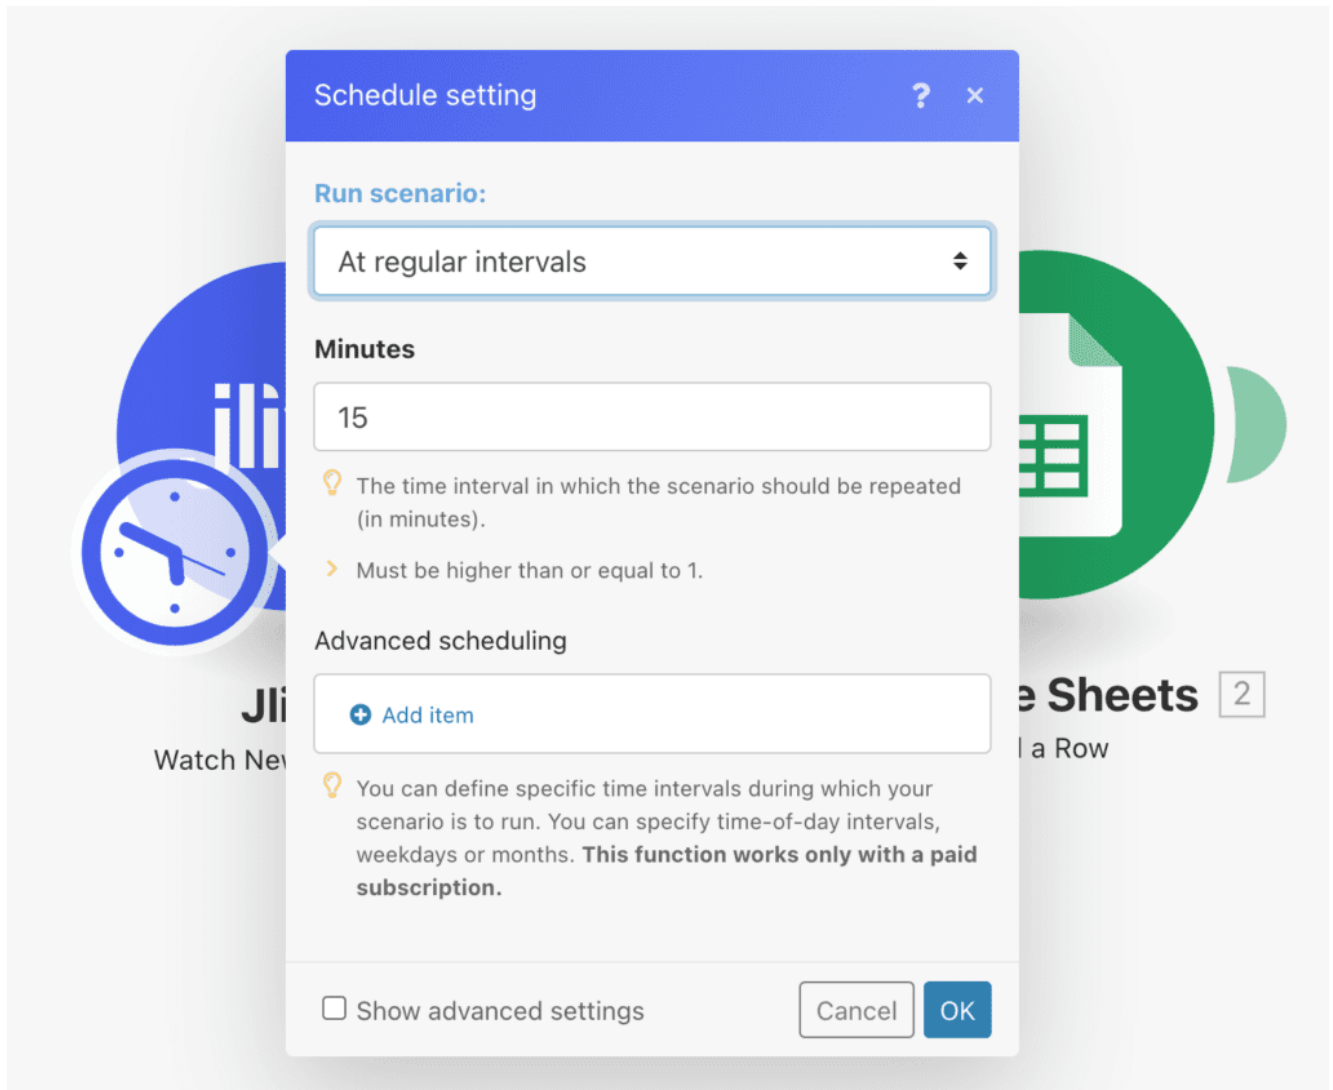 Schedule setting
Run scenario:
At regular intervals
Minutes
15
The time interval in which the scenario should be repeated
(in minutes).
Must be higher than or equal to 1.
Advanced scheduling
Add item
You can define specific time intervals during which your
scenario is to run. You can specify time-of-day intervals,
weekdays or months. This function works only with a paid
subscription.
Show advanced settings
Cancel
OK
Sheets
2
Watch
a Row